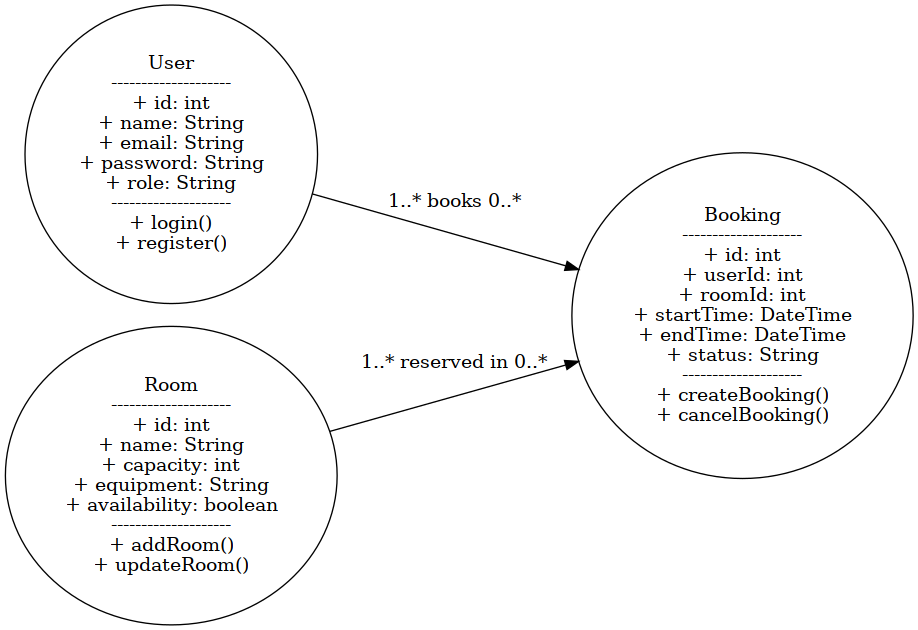 User
--------------------
+ id: int
+ name: String
+ email: String
+ password: String
+ role: String
--------------------
+ login()
+ register()
1..* books 0..*
Room
--------------------
+ id: int
+ name: String
+ capacity: int
+ equipment: String
+ availability: boolean
--------------------
+ addRoom()
+ updateRoom()
1..* reserved in 0..*
Booking
--------------------
+ id: int
+ userId: int
+ roomId: int
+ startTime: DateTime
+ endTime: DateTime
+ status: String
--------------------
+ createBooking()
+ cancelBooking()